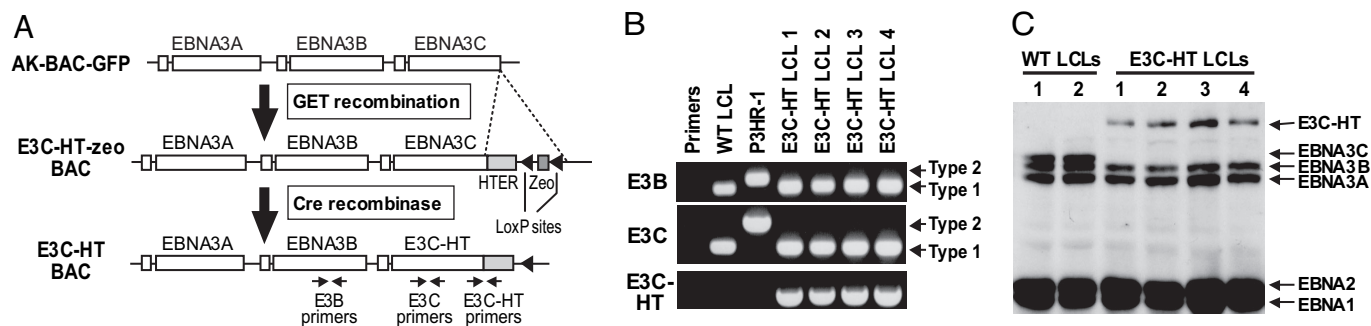 A
EBNA3A
EBNA3B
EBNA3C
AK-BAC-GFP
GET recombination
E3C-HT-zeo
BAC
EBNA3A
EBNA3B
EBNA3C
HTER
Zeo
LoxP sites
Cre recombinase
E3C-HT
BAC
EBNA3A
EBNA3B
E3C-HT
E3B
primers
E3C
primers
E3C-HT
primers
B
Primers
WT LCL
P3HR-1
E3C-HT LCL 1
E3C-HT LCL 2
E3C-HT LCL 3
E3C-HT LCL 4
E3B
Type 2
Type 1
E3C
Type 2
Type 1
E3C-
HT
C
WT LCLs
E3C-HT LCLs
1 2 1 2 3 4
E3C-HT
EBNA3C
EBNA3B
EBNA3A
EBNA2
EBNA1